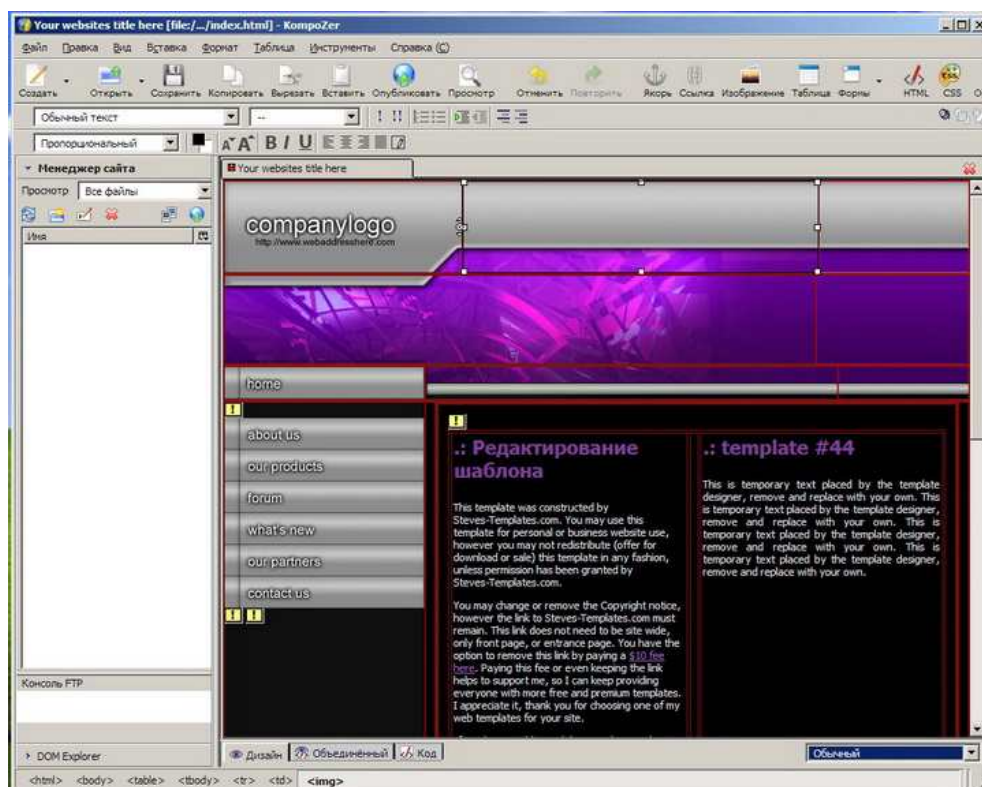 Your websites title here [file:/.../index.html] - KompoZer
Файл Правка Вид Вставка Формат Таблица Инструменты Справка (С)
Создать Открыть Сохранить Копировать Вырезать Вставить Опубликовать Просмотр Отменить Повторить Якорь Ссылка Изображение Таблица Формы HTML CSS
Обычный текст -- ! !!
Пропорциональный A A B I U
Менеджер сайта
Your websites title here
Просмотр Все файлы
Имя
companylogo
http://www.webaddresshere.com
home
about us
our products
forum
what's new
our partners
contact us
.: Редактирование
шаблона
This template was constructed by
Steves-Templates.com. You may use this
template for personal or business website use,
however you may not redistribute (offer for
download or sale) this template in any fashion,
unless permission has been granted by
Steves-Templates.com.
You may change or remove the Copyright notice,
however the link to Steves-Templates.com must
remain. This link does not need to be site wide,
only front page, or entrance page. You have the
option to remove this link by paying a $10 fee
here. Paying this fee or even keeping the link
helps to support me, so I can keep providing
everyone with more free and premium templates.
I appreciate it, thank you for choosing one of my
web templates for your site.
.: template #44
This is temporary text placed by the template
designer, remove and replace with your own. This
is temporary text placed by the template designer,
remove and replace with your own. This is
temporary text placed by the template designer,
remove and replace with your own. This is
temporary text placed by the template designer,
remove and replace with your own.
Консоль FTP
DOM Explorer
Дизайн Объединённый Код
Обычный
<html> <body> <table> <tbody> <tr> <td> <img>